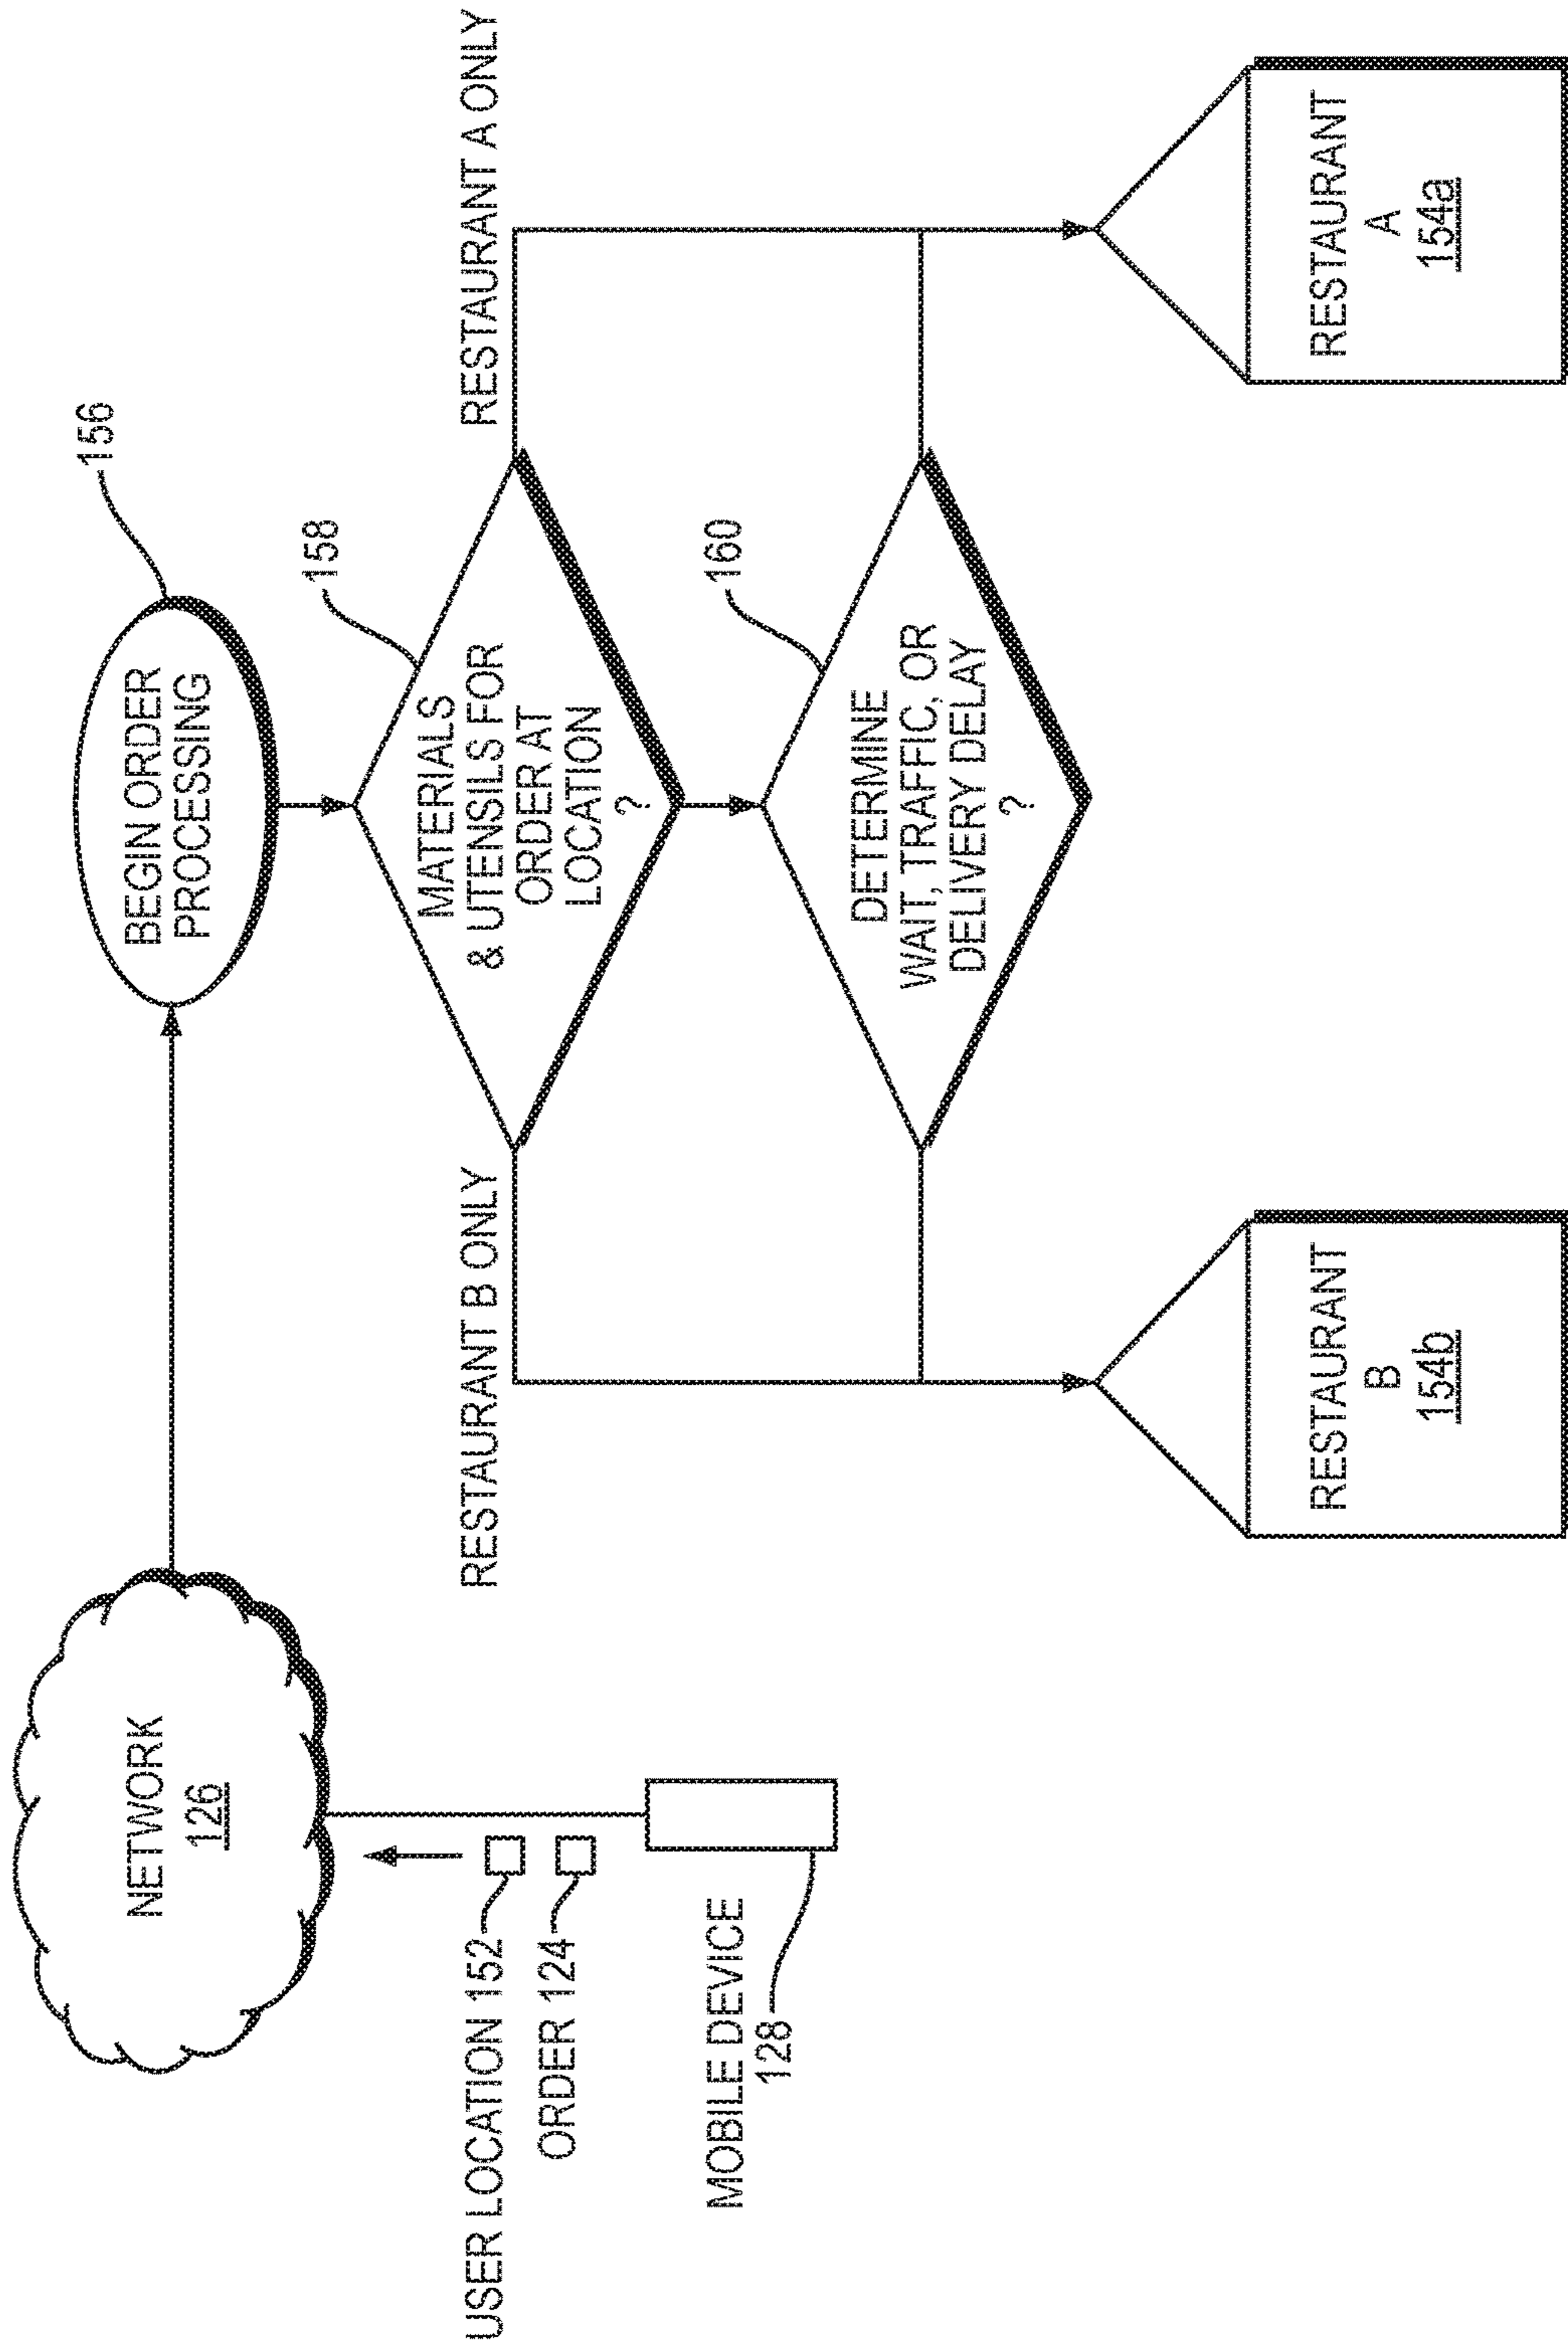 NETWORK
126
USER LOCATION 152
ORDER 124
MOBILE DEVICE
128
BEGIN ORDER
PROCESSING
156
158
MATERIALS
& UTENSILS FOR
ORDER AT
LOCATION
?
RESTAURANT B ONLY
RESTAURANT A ONLY
160
DETERMINE
WAIT, TRAFFIC, OR
DELIVERY DELAY
?
RESTAURANT
B
154b
RESTAURANT
A
154a